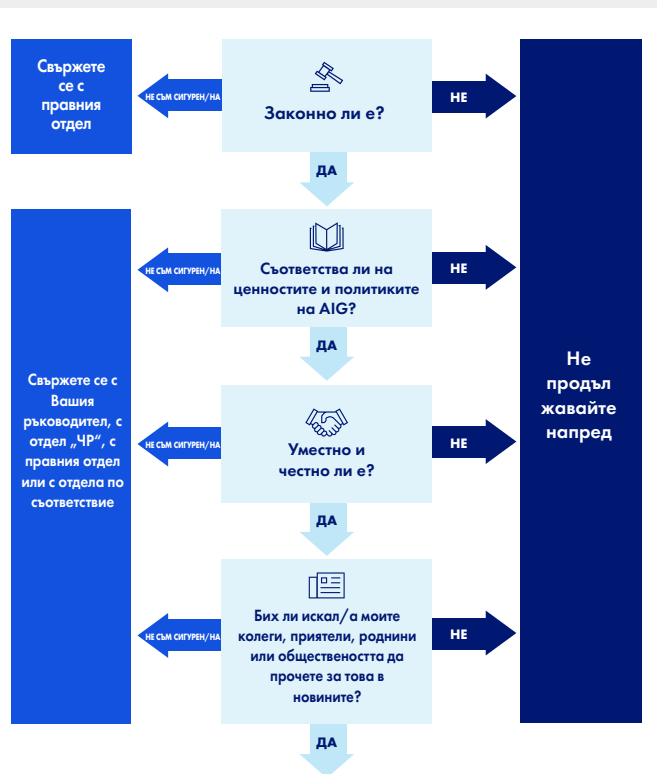 Свържете
се с
правния
отдел
НЕ СЪМ СИГУРЕН/НА
Законно ли е?
НЕ
ДА
НЕ СЪМ СИГУРЕН/НА
Съответства ли на
ценностите и политиките
на AIG?
НЕ
ДА
Свържете се с
Вашия
ръководител, с
отдел „ЧР“, с
правния отдел
или с отдела по
съответствие
НЕ СЪМ СИГУРЕН/НА
Уместно и
честно ли е?
НЕ
Не
продъл
жавайте
напред
ДА
НЕ СЪМ СИГУРЕН/НА
Бих ли искал/а моите
колеги, приятели, роднини
или обществеността да
прочете за това в
новините?
НЕ
ДА